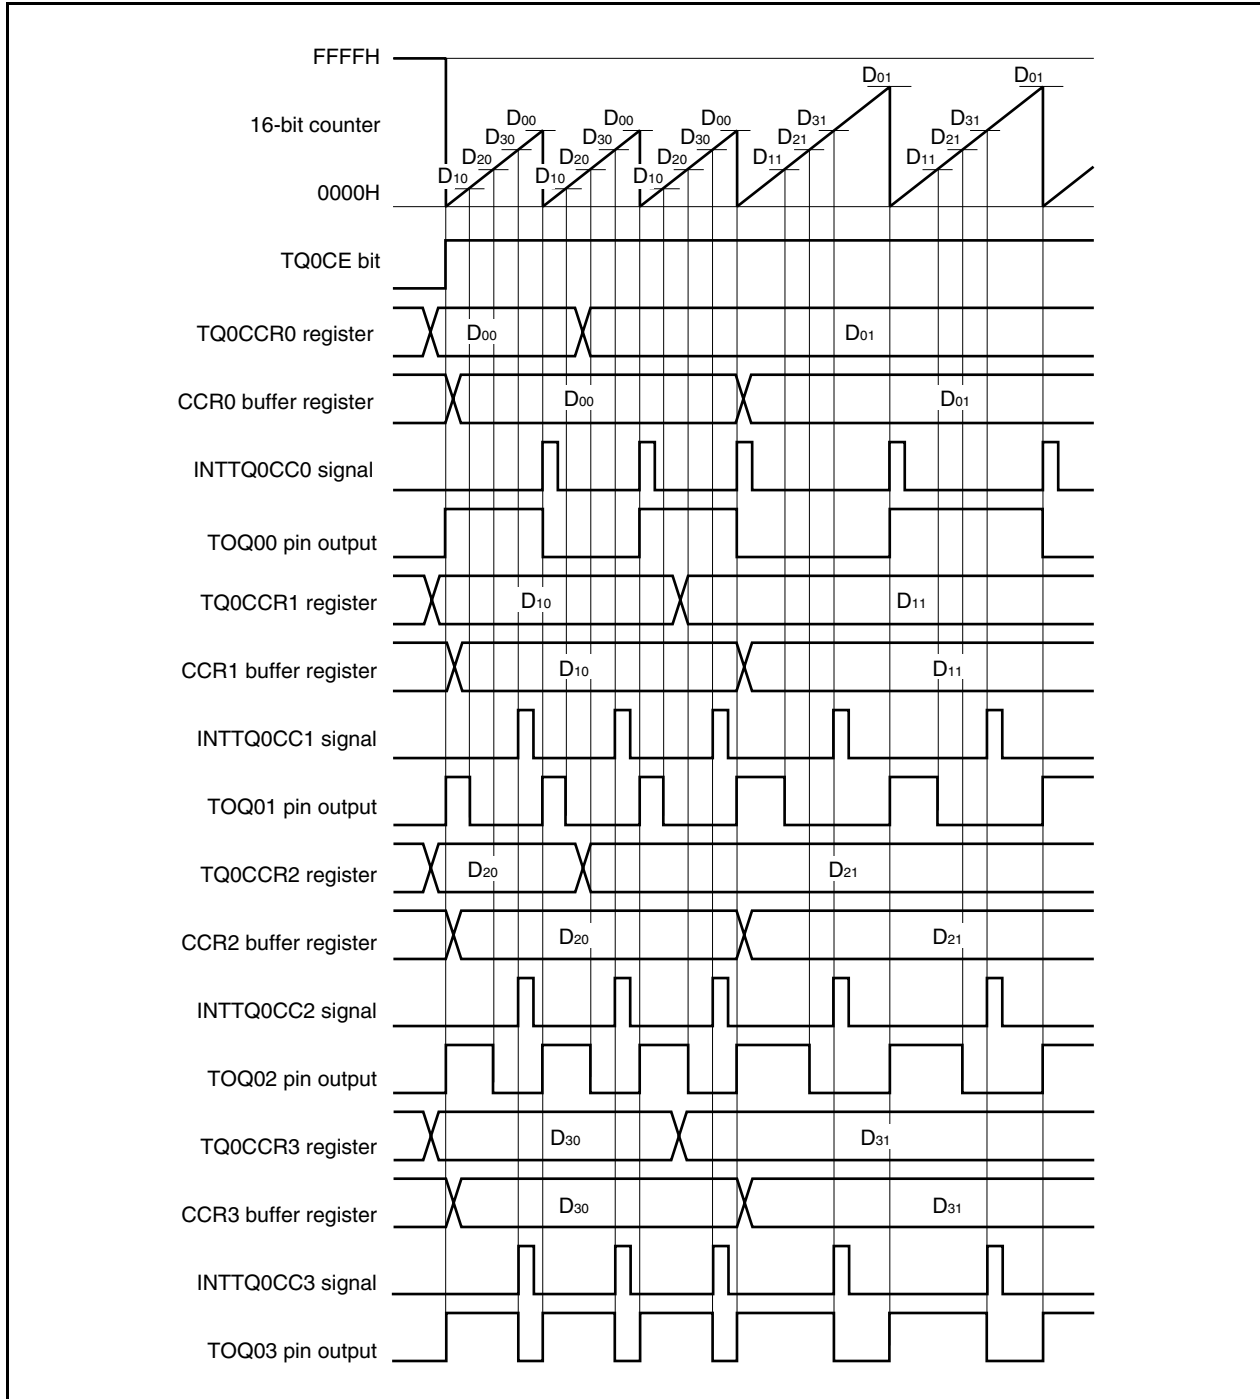 FFFFH
16-bit counter
0000H
D00 D00 D00 D01 D01
D30 D30 D30 D31 D31
D20 D20 D20 D21 D21
D10 D10 D10 D11 D11
TQ0CE bit
TQ0CCR0 register D00 D01
CCR0 buffer register D00 D01
INTTQ0CC0 signal
TOQ00 pin output
TQ0CCR1 register D10 D11
CCR1 buffer register D10 D11
INTTQ0CC1 signal
TOQ01 pin output
TQ0CCR2 register D20 D21
CCR2 buffer register D20 D21
INTTQ0CC2 signal
TOQ02 pin output
TQ0CCR3 register D30 D31
CCR3 buffer register D30 D31
INTTQ0CC3 signal
TOQ03 pin output